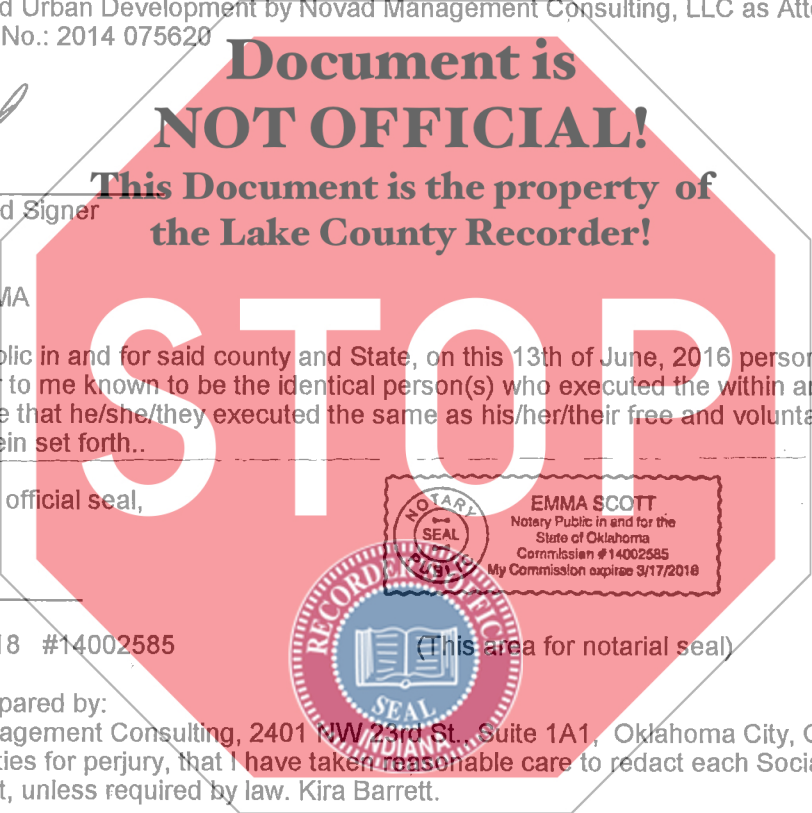 d Urban Development by Novad Management Consulting, LLC as Atto
No.: 2014 075620
Document is
NOT OFFICIAL!
This Document is the property of
d Signer
the Lake County Recorder!
MA
STOP
blic in and for said county and State, on this 13th of June, 2016 person
r to me known to be the identical person(s) who executed the within an
e that he/she/they executed the same as his/her/their free and volunta
ein set forth..
official seal,
NOTARY
SEAL
PUBLIC
EMMA SCOTT
Notary Public in and for the
State of Oklahoma
Commission #14002585
My Commission expires 3/17/2018
RECORDER'S OFFICE
SEAL
INDIANA
18 #14002585
(This area for notarial seal)
pared by:
agement Consulting, 2401 NW 23rd St., Suite 1A1, Oklahoma City, O
ties for perjury, that I have taken reasonable care to redact each Socia
t, unless required by law. Kira Barrett.